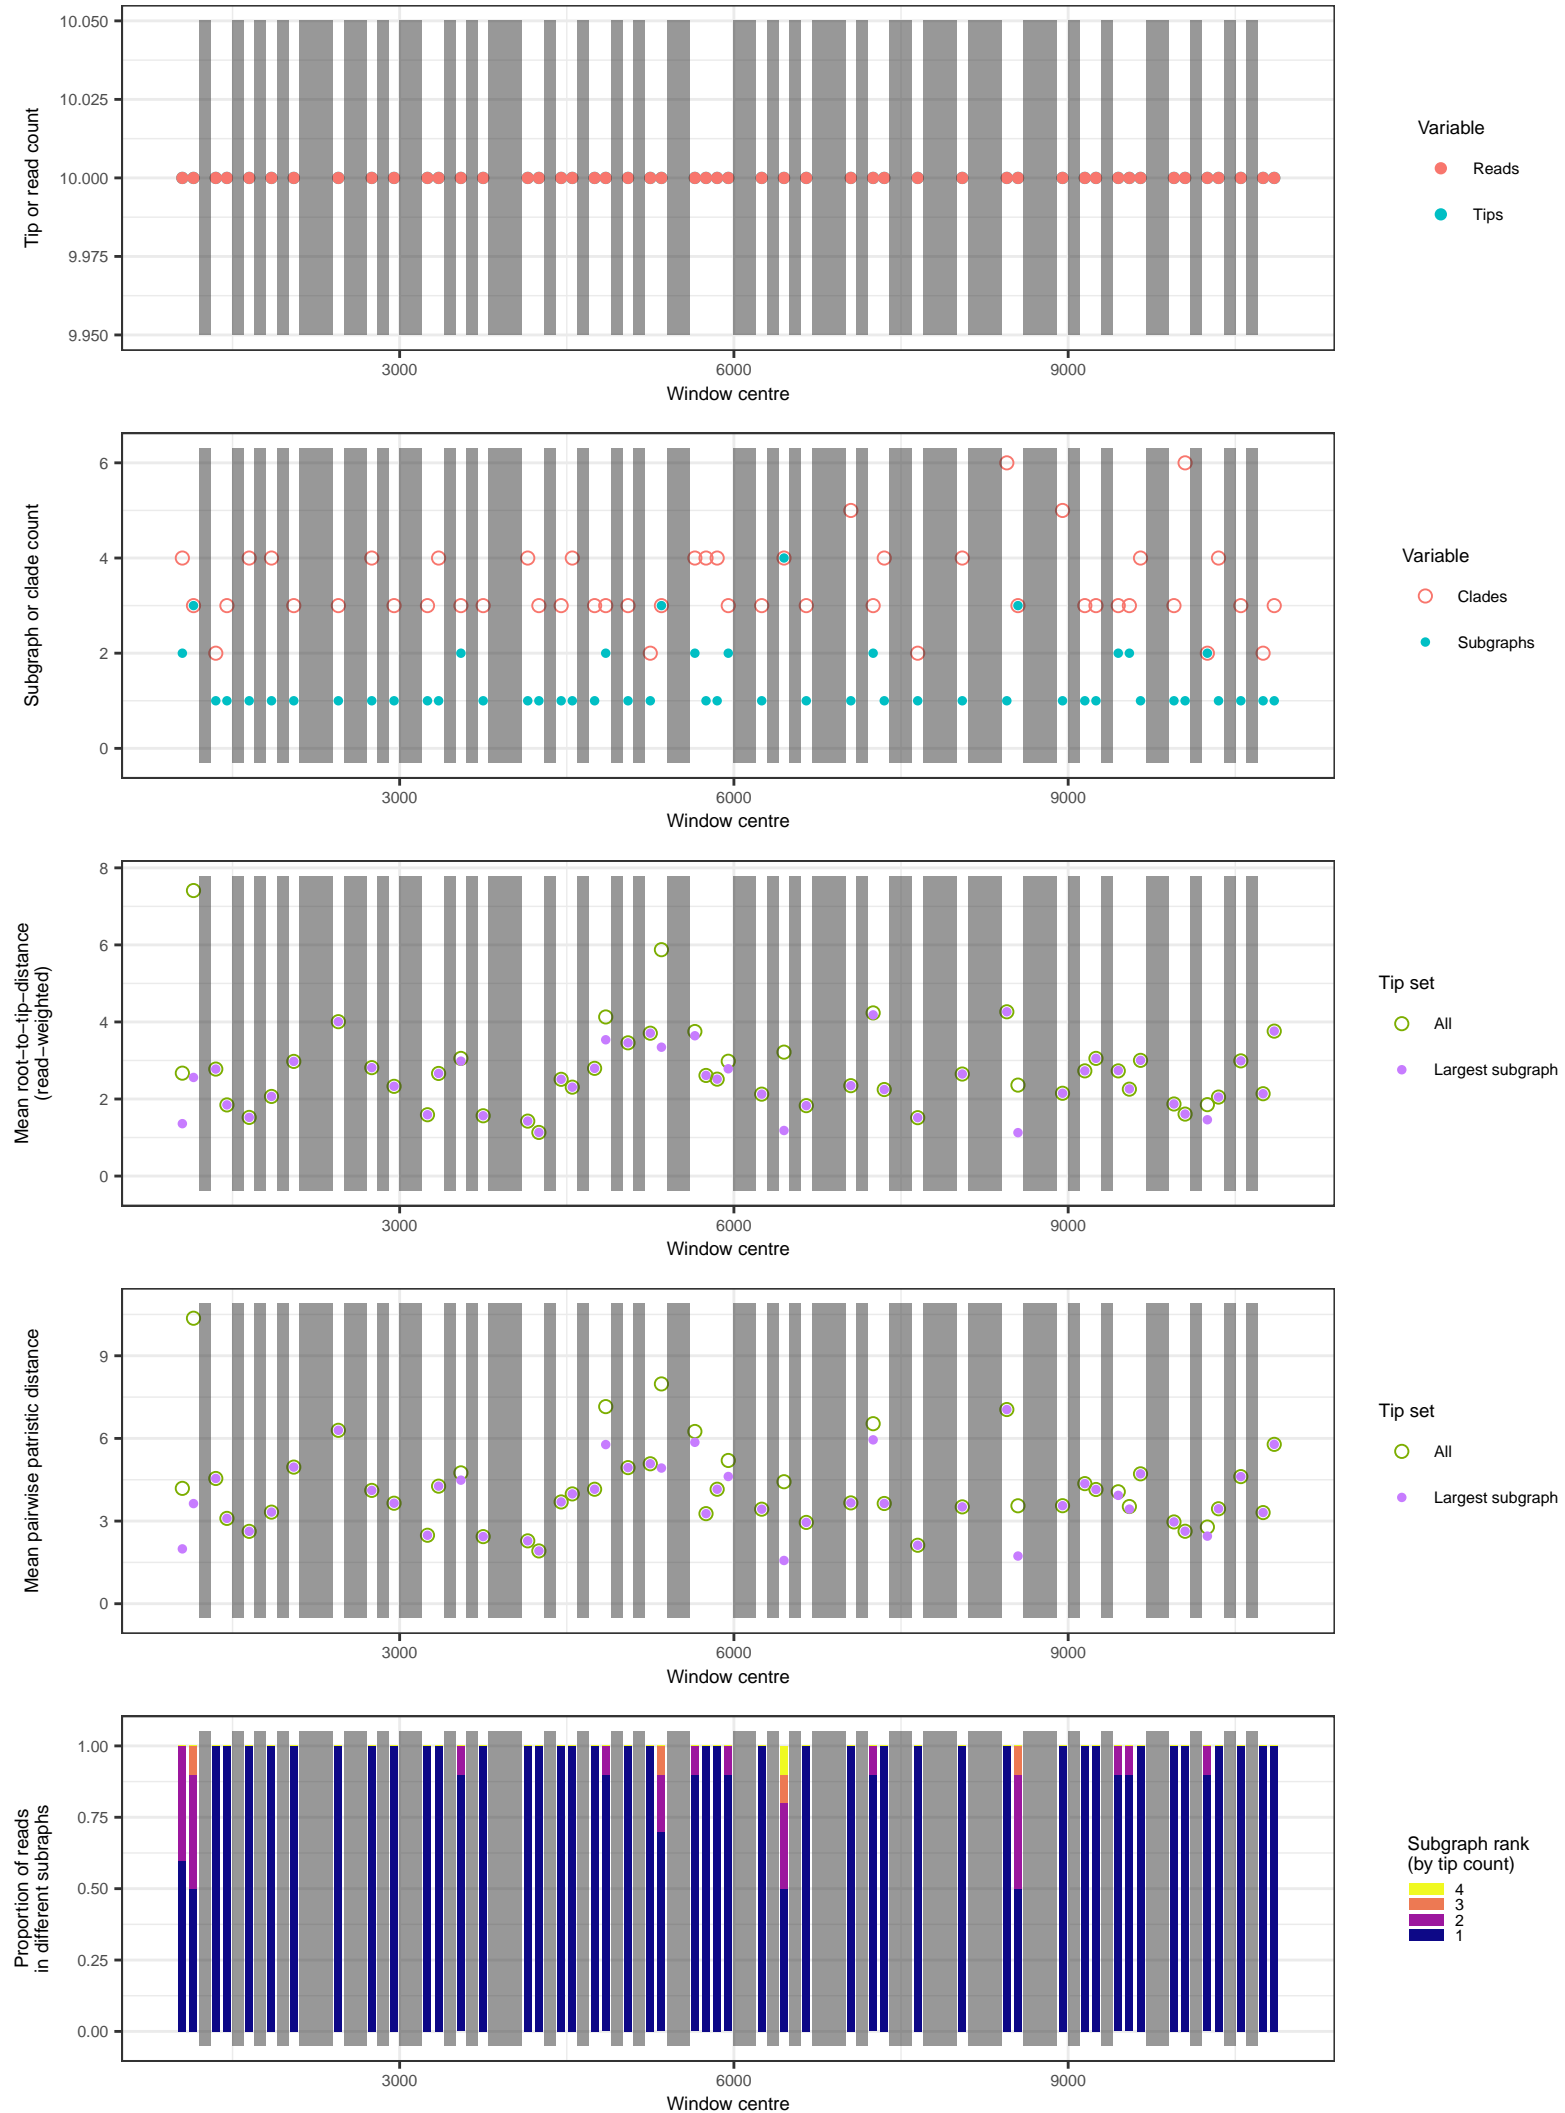 10.050
10.025
10.000
9.975
9.950
Tip or read count
3000
6000
9000
Window centre
Variable
Reads
Tips
6
4
2
0
Subgraph or clade count
3000
6000
9000
Window centre
Variable
Clades
Subgraphs
8
6
4
2
0
Mean root−to−tip−distance
(read−weighted)
3000
6000
9000
Window centre
Tip set
All
Largest subgraph
9
6
3
0
Mean pairwise patristic distance
3000
6000
9000
Window centre
Tip set
All
Largest subgraph
1.00
0.75
0.50
0.25
0.00
Proportion of reads
in different subraphs
3000
6000
9000
Window centre
Subgraph rank
(by tip count)
4
3
2
1